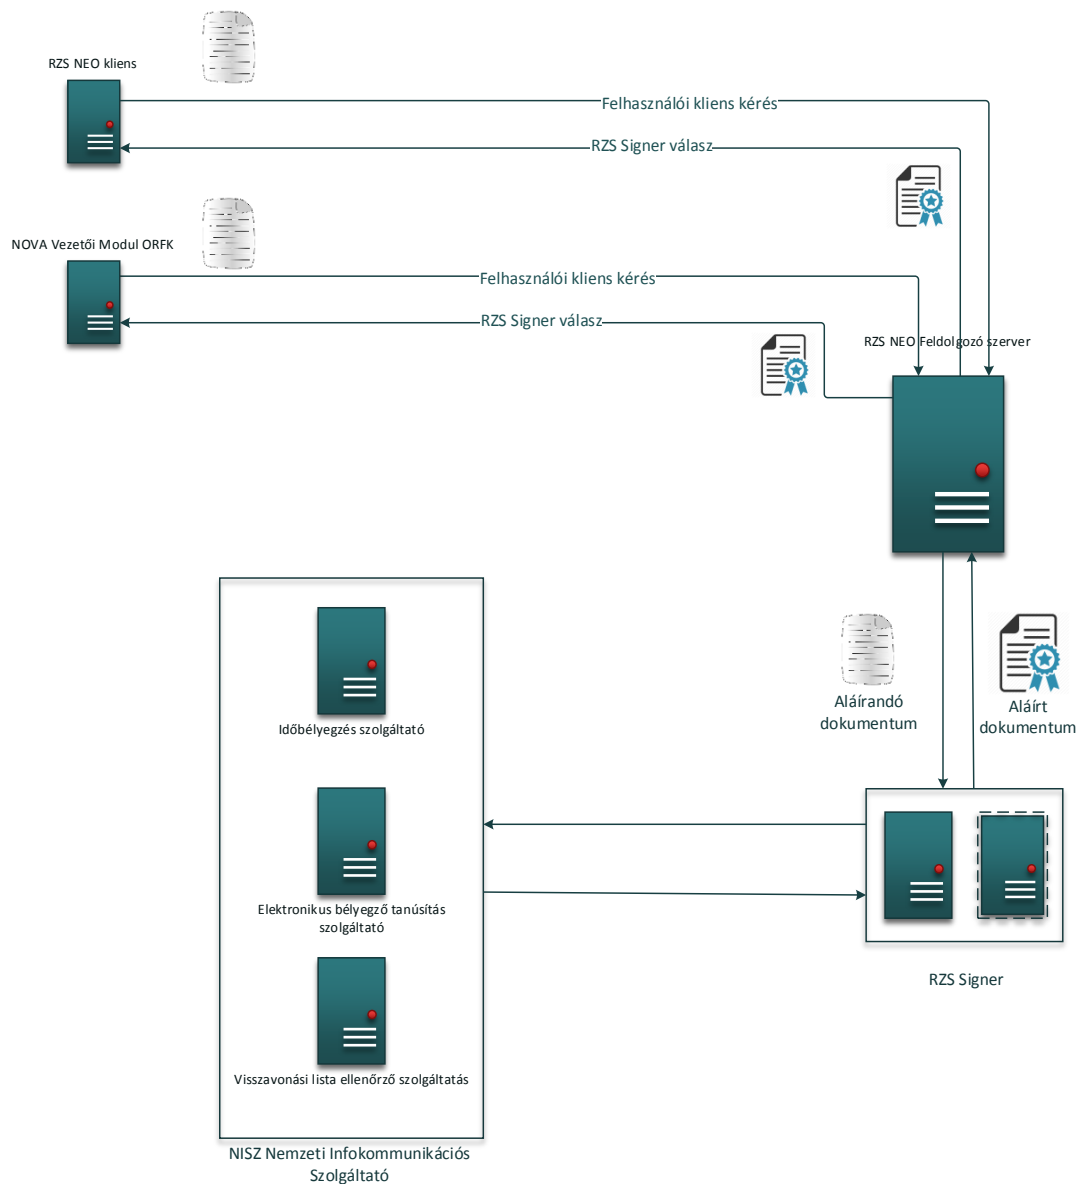 RZS NEO kliens
Felhasználói kliens kérés
RZS Signer válasz
NOVA Vezetői Modul ORFK
Felhasználói kliens kérés
RZS Signer válasz
RZS NEO Feldolgozó szerver
Aláírandó
dokumentum
Aláírt
dokumentum
Időbélyegzés szolgáltató
Elektronikus bélyegző tanúsítás
szolgáltató
Visszavonási lista ellenőrző szolgáltatás
RZS Signer
NISZ Nemzeti Infokommunikációs
Szolgáltató